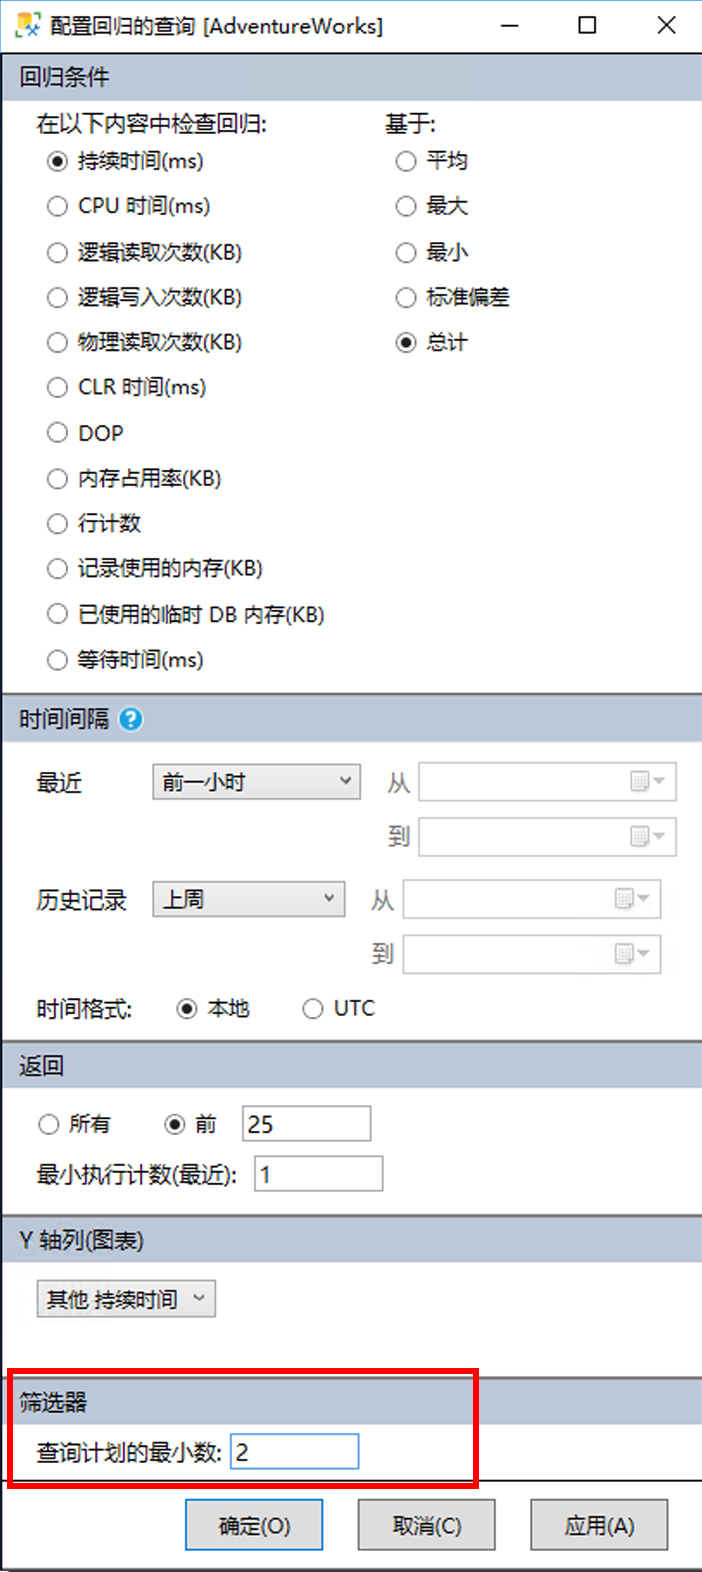 配置回归的查询 [AdventureWorks]
回归条件
在以下内容中检查回归: 基于:
持续时间(ms) 平均
CPU 时间(ms) 最大
逻辑读取次数(KB) 最小
逻辑写入次数(KB) 标准偏差
物理读取次数(KB) 总计
CLR 时间(ms)
DOP
内存占用率(KB)
行计数
记录使用的内存(KB)
已使用的临时 DB 内存(KB)
等待时间(ms)
时间间隔 ?
最近 前一小时 从
到
历史记录 上周 从
到
时间格式: 本地 UTC
返回
所有 前 25
最小执行计数(最近): 1
Y 轴列(图表)
其他 持续时间
筛选器
查询计划的最小数: 2
确定(O) 取消(C) 应用(A)